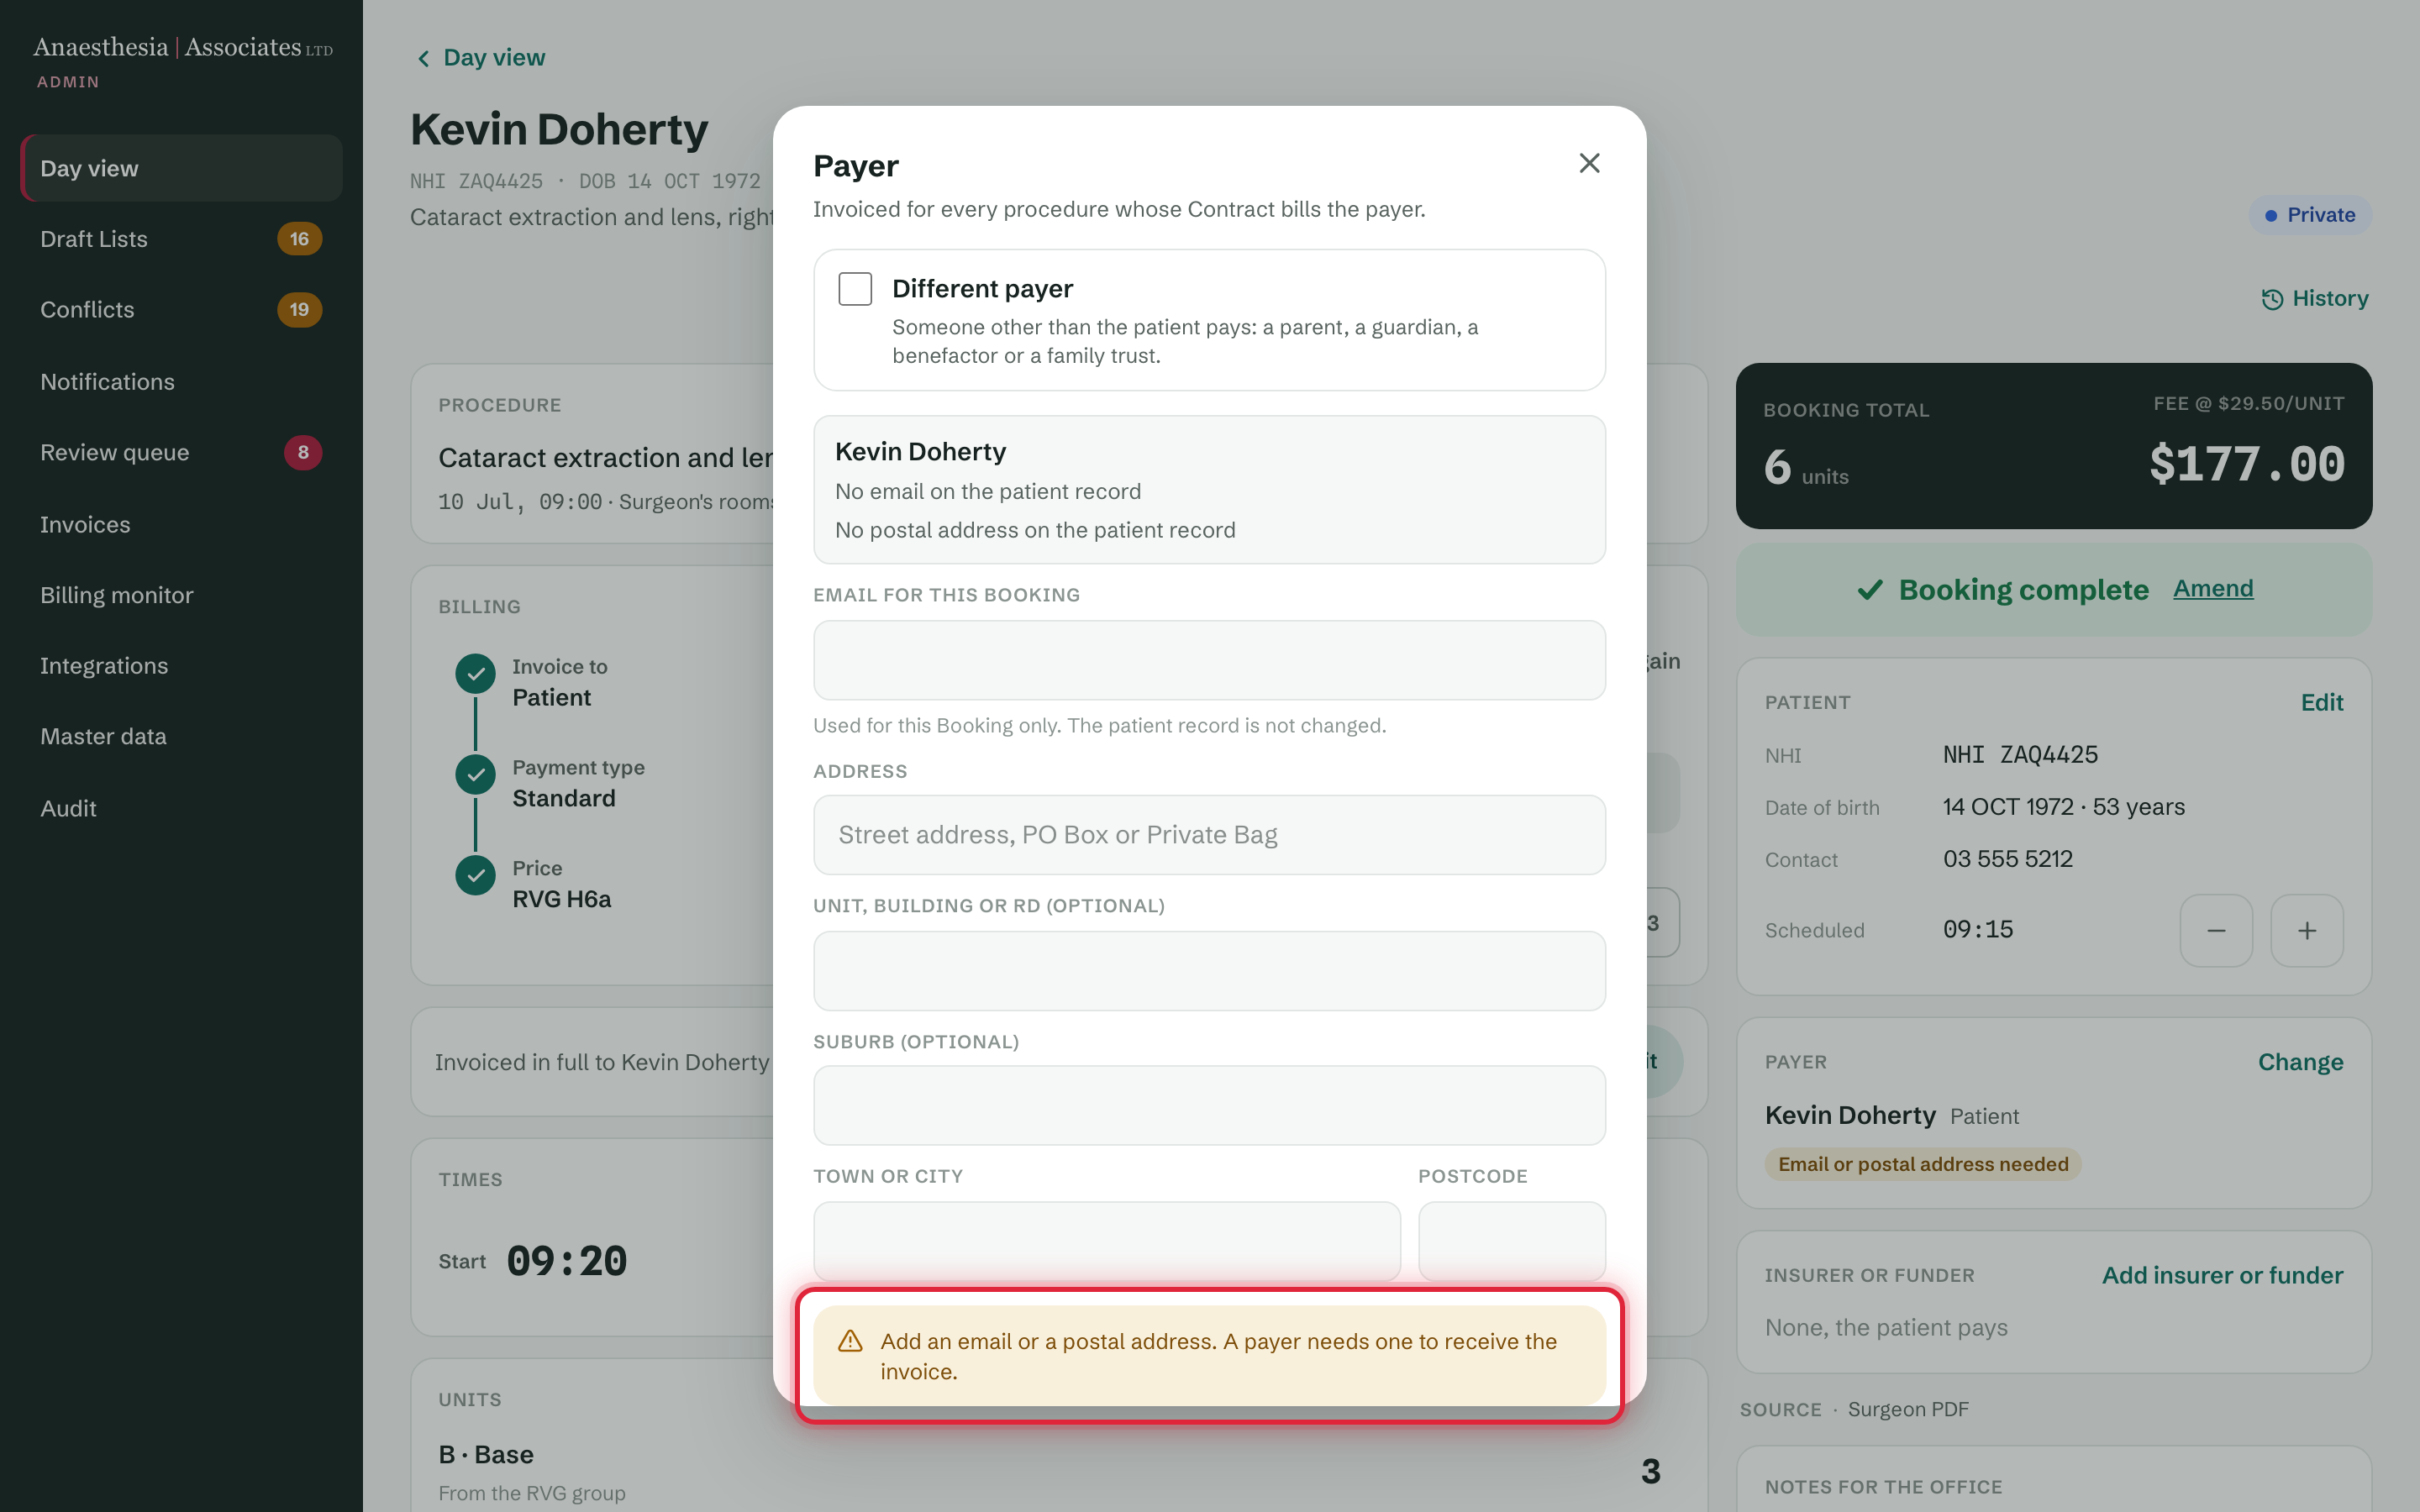 Anaesthesia | Associates LTD
ADMIN
Day view
Draft Lists 16
Conflicts 19
Notifications
Review queue 8
Invoices
Billing monitor
Integrations
Master data
Audit
Day view
Kevin Doherty
NHI ZAQ4425 · DOB 14 OCT 1972
Cataract extraction and lens, right
Private
History
PROCEDURE
Cataract extraction and len
10 Jul, 09:00 · Surgeon's rooms
BILLING
Invoice to
Patient
Payment type
Standard
Price
RVG H6a
gain
3
Invoiced in full to Kevin Doherty
it
TIMES
Start 09:20
UNITS
B · Base
3
From the RVG group
Payer
Invoiced for every procedure whose Contract bills the payer.
Different payer
Someone other than the patient pays: a parent, a guardian, a
benefactor or a family trust.
Kevin Doherty
No email on the patient record
No postal address on the patient record
EMAIL FOR THIS BOOKING
Used for this Booking only. The patient record is not changed.
ADDRESS
Street address, PO Box or Private Bag
UNIT, BUILDING OR RD (OPTIONAL)
SUBURB (OPTIONAL)
TOWN OR CITY
POSTCODE
Add an email or a postal address. A payer needs one to receive the
invoice.
BOOKING TOTAL
FEE @ $29.50/UNIT
6 units
$177.00
Booking complete Amend
PATIENT Edit
NHI NHI ZAQ4425
Date of birth 14 OCT 1972 · 53 years
Contact 03 555 5212
Scheduled 09:15 − +
PAYER Change
Kevin Doherty Patient
Email or postal address needed
INSURER OR FUNDER Add insurer or funder
None, the patient pays
SOURCE · Surgeon PDF
NOTES FOR THE OFFICE